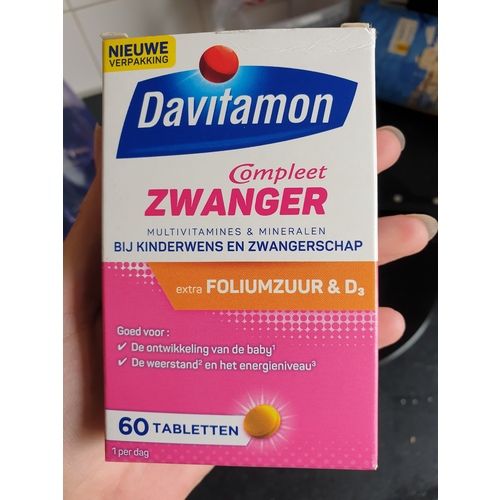 NIEUWE
VERPAKKING
Davitamon
Compleet
ZWANGER
MULTIVITAMINES & MINERALEN
BIJ KINDERWENS EN ZWANGERSCHAP
extra FOLIUMZUUR & D₃
Goed voor :
✓ De ontwikkeling van de baby¹
✓ De weerstand² en het energieniveau³
60 TABLETTEN
1 per dag